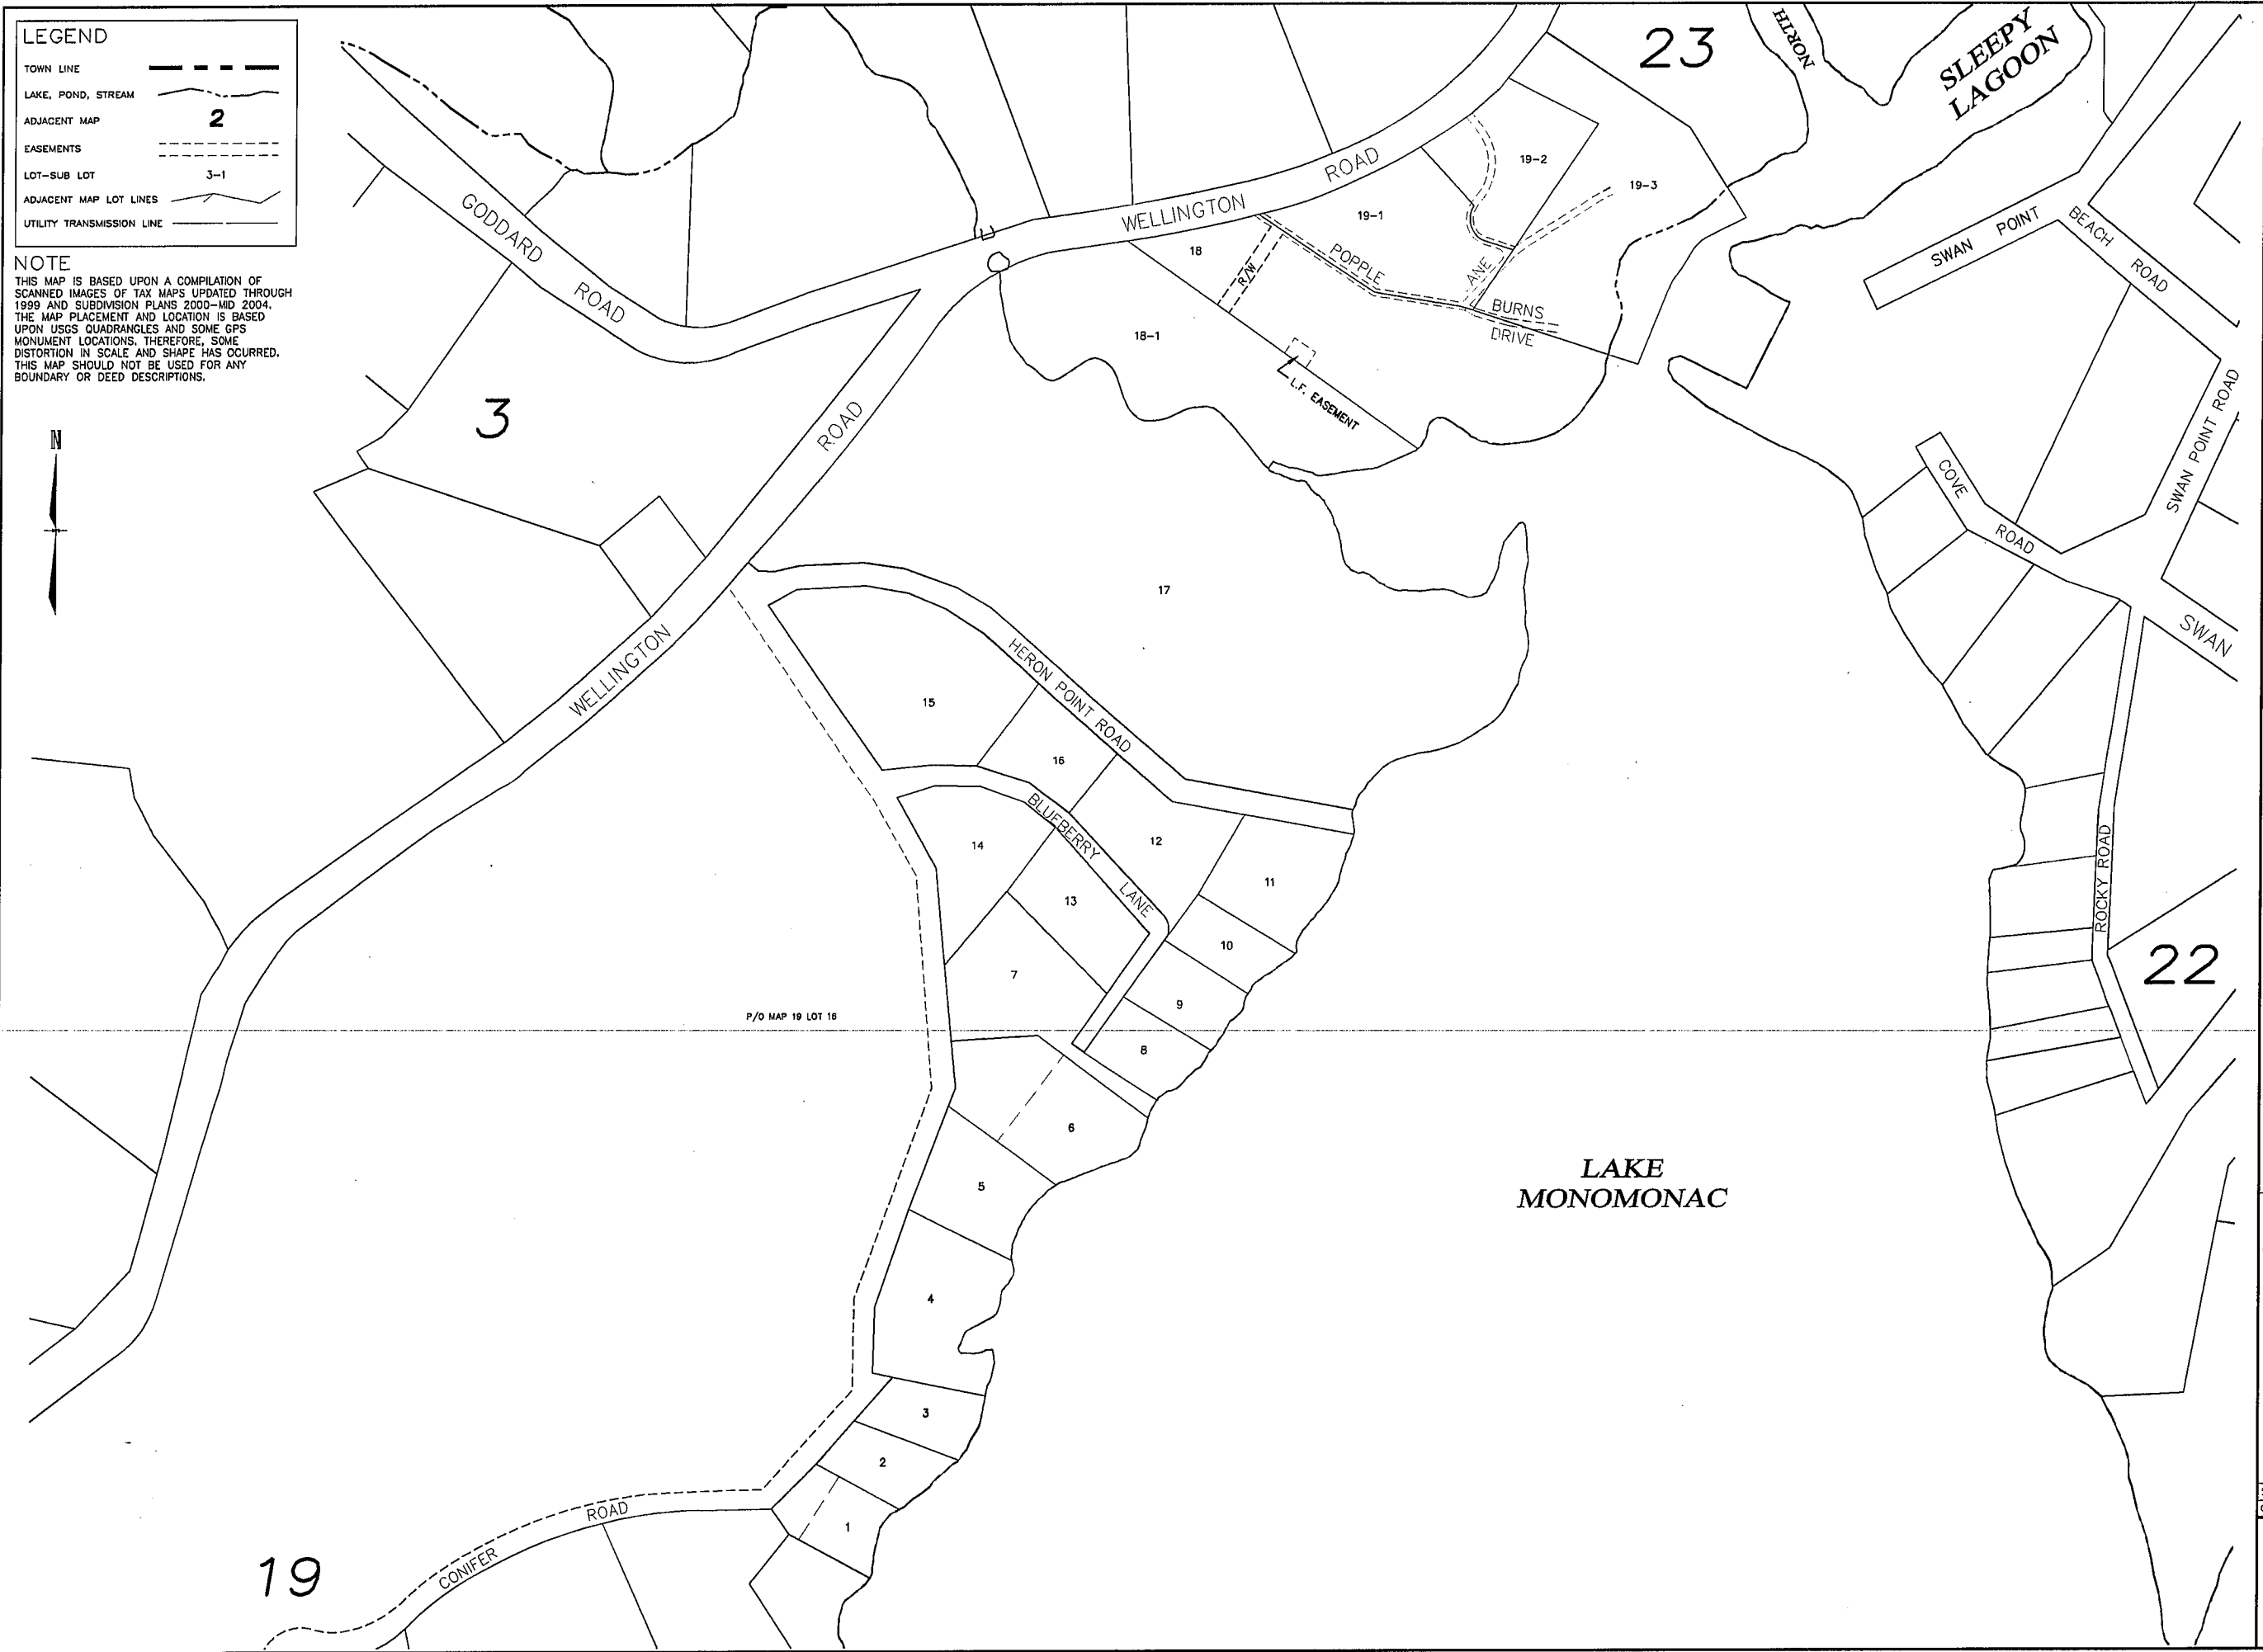 LEGEND
TOWN LINE
LAKE, POND, STREAM
ADJACENT MAP 2
EASEMENTS
LOT-SUB LOT 3-1
ADJACENT MAP LOT LINES
UTILITY TRANSMISSION LINE
NOTE
THIS MAP IS BASED UPON A COMPILATION OF
SCANNED IMAGES OF TAX MAPS UPDATED THROUGH
1999 AND SUBDIVISION PLANS 2000-MID 2004.
THE MAP PLACEMENT AND LOCATION IS BASED
UPON USGS QUADRANGLES AND SOME GPS
MONUMENT LOCATIONS. THEREFORE, SOME
DISTORTION IN SCALE AND SHAPE HAS OCURRED.
THIS MAP SHOULD NOT BE USED FOR ANY
BOUNDARY OR DEED DESCRIPTIONS.
N
23
NORTH
SLEEPY
LAGOON
GODDARD
ROAD
WELLINGTON
ROAD
19-2
19-3
19-1
18
R/W
POPPLE
LANE
BURNS
DRIVE
18-1
L.F. EASEMENT
SWAN POINT
BEACH
ROAD
SWAN POINT ROAD
COVE
ROAD
SWAN
3
ROAD
WELLINGTON
17
HERON POINT ROAD
15
16
BLUEBERRY
LANE
12
14
13
11
10
7
9
8
P/O MAP 19 LOT 16
ROCKY ROAD
22
6
5
4
LAKE
MONOMONAC
3
2
1
ROAD
CONIFER
19